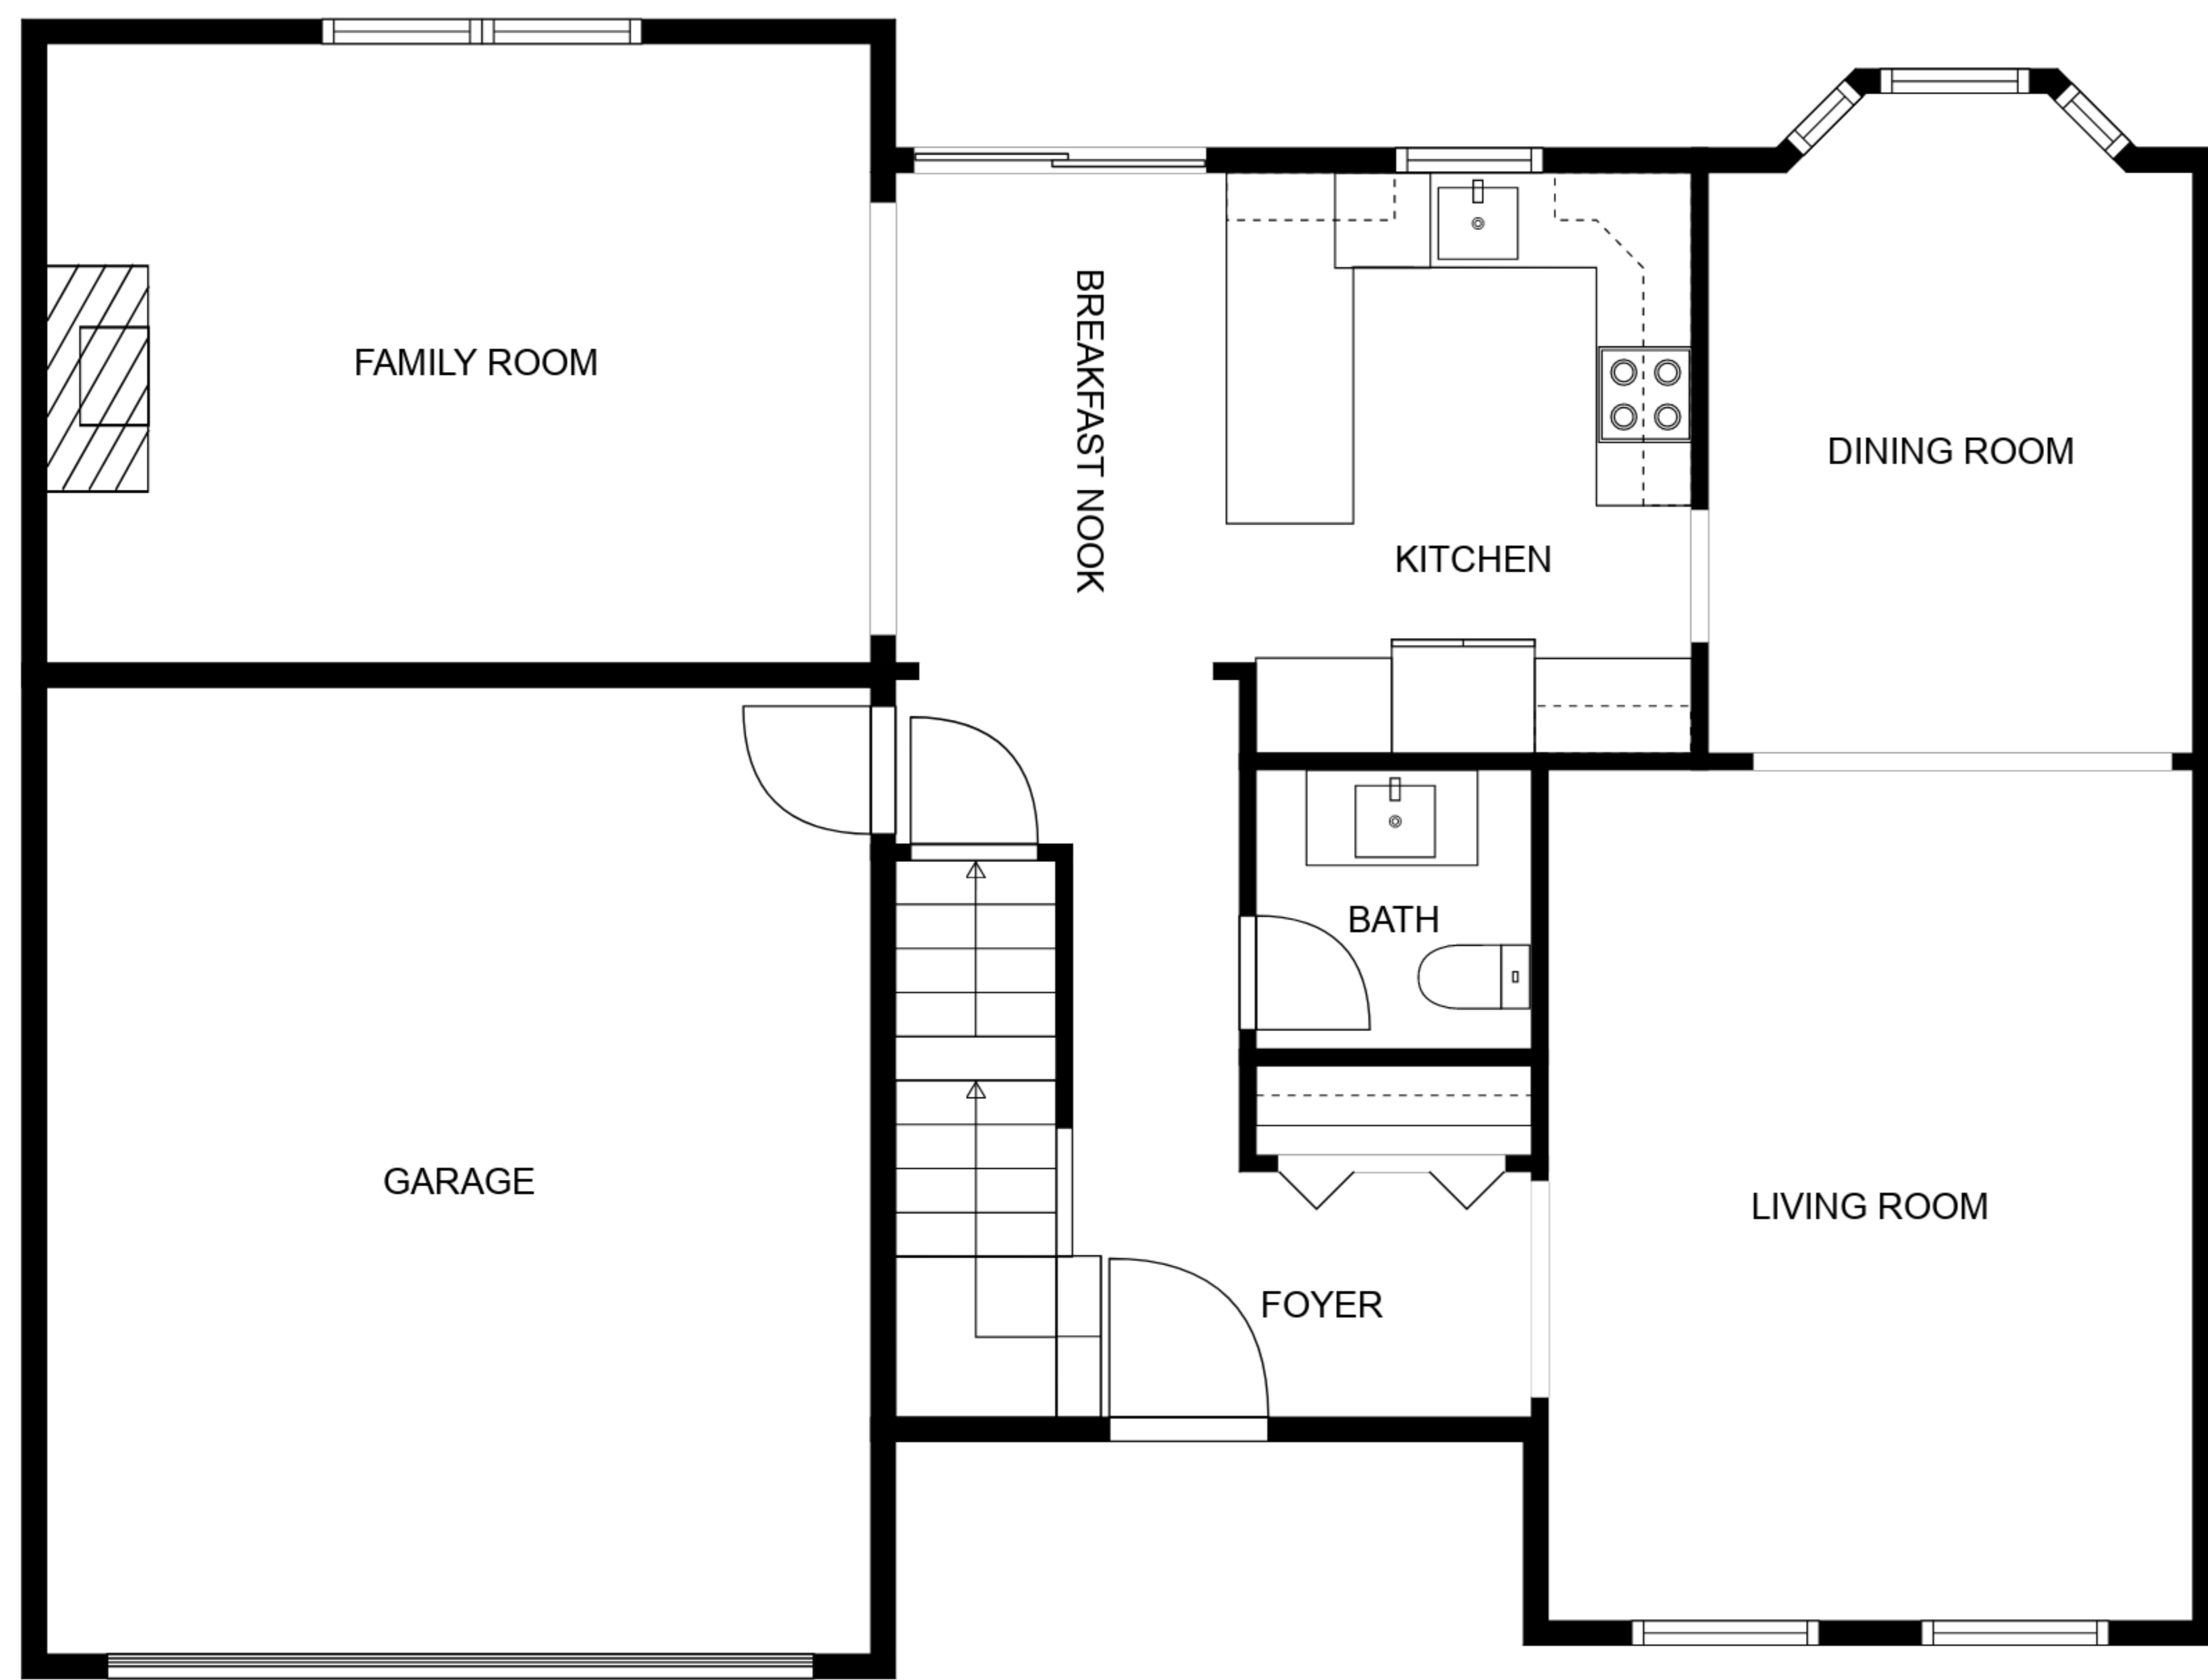 FAMILY ROOM
BREAKFAST NOOK
KITCHEN
DINING ROOM
BATH
GARAGE
FOYER
LIVING ROOM